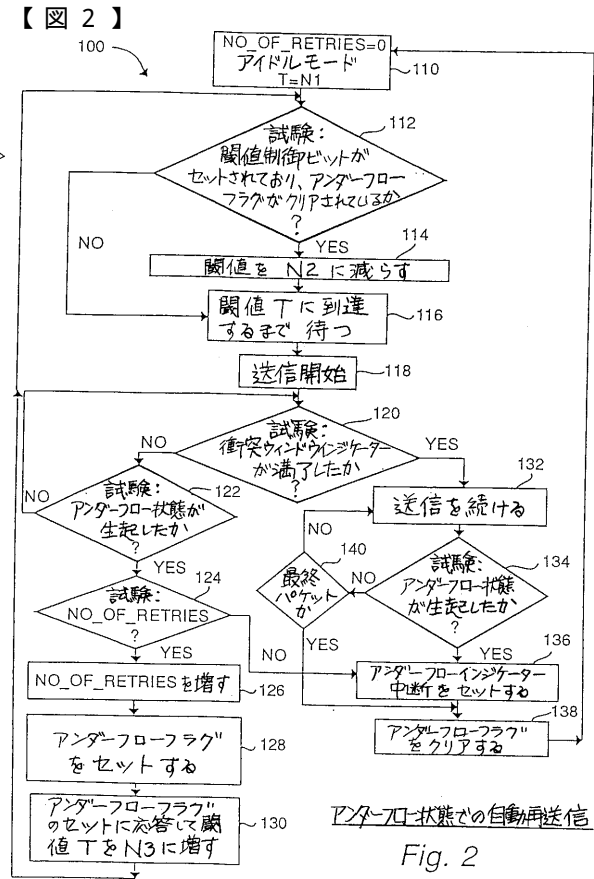 【図2】
100
NO_OF_RETRIES=0
アイドルモード
T=N1
110
112
試験:
閾値制御ビットが
セットされており、アンダーフロー
フラグがクリアされているか
?
NO
YES
114
閾値を N2 に減らす
閾値 T に到達
するまで 待つ
116
送信開始
118
120
試験:
衝突ウィンドウインジケーター
が満了したか
?
NO
YES
122
試験:
アンダーフロー状態が
生起したか
?
NO
YES
132
送信を続ける
NO
140
最終
パケット
か
NO
YES
134
試験:
アンダーフロー状態
が生起したか
?
YES
124
試験:
NO_OF_RETRIES
?
YES
NO
136
アンダーフローインジケーター
中断をセットする
NO_OF_RETRIESを増す
126
138
アンダーフローフラグ
をクリアする
アンダーフローフラグ
をセットする
128
アンダーフローフラグ
のセットに応答して閾
値TをN3に増す
130
アンダーフロー状態での自動再送信
Fig. 2